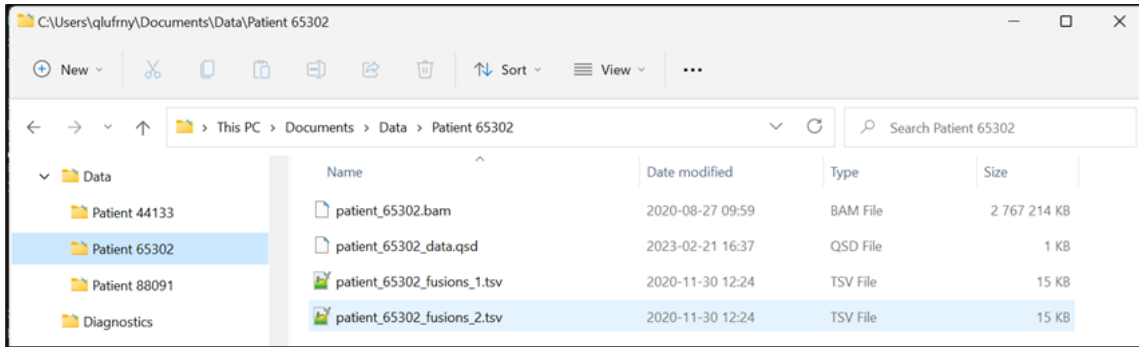 C:\Users\qlufrny\Documents\Data\Patient 65302
New Sort View
This PC > Documents > Data > Patient 65302 Search Patient 65302
Data Name Date modified Type Size
Patient 44133 patient_65302.bam 2020-08-27 09:59 BAM File 2 767 214 KB
Patient 65302 patient_65302_data.qsd 2023-02-21 16:37 QSD File 1 KB
Patient 88091 patient_65302_fusions_1.tsv 2020-11-30 12:24 TSV File 15 KB
Diagnostics patient_65302_fusions_2.tsv 2020-11-30 12:24 TSV File 15 KB